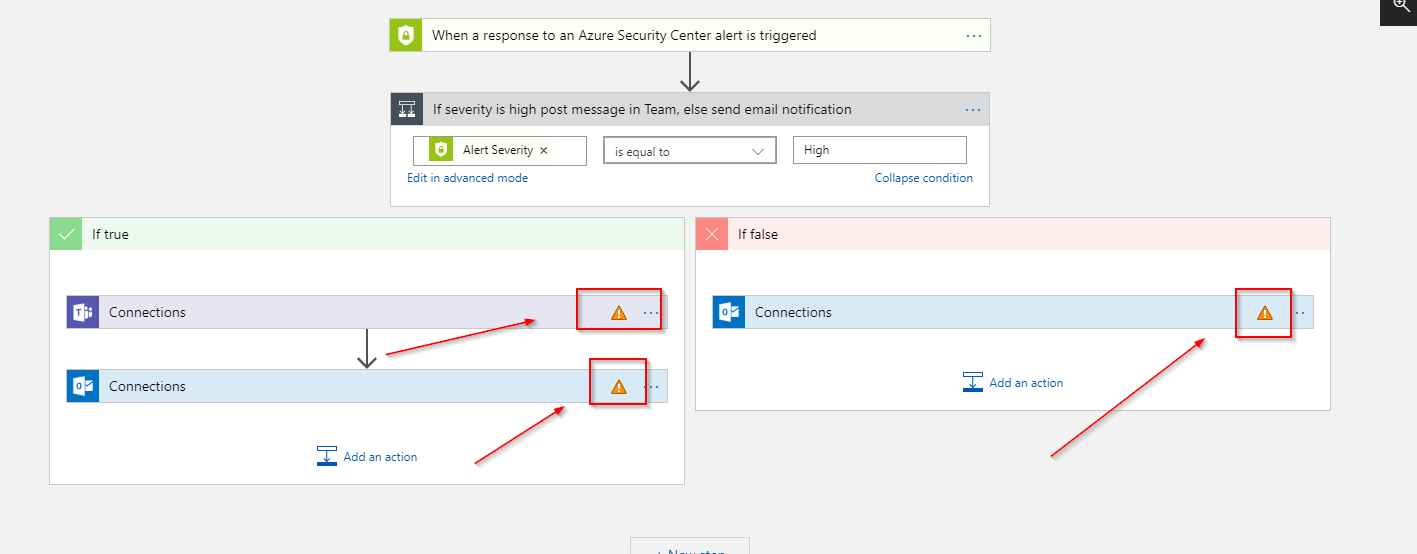 When a response to an Azure Security Center alert is triggered
If severity is high post message in Team, else send email notification
Alert Severity × is equal to High
Edit in advanced mode Collapse condition
If true
Connections
Connections
Add an action
If false
Connections
Add an action
+ New step